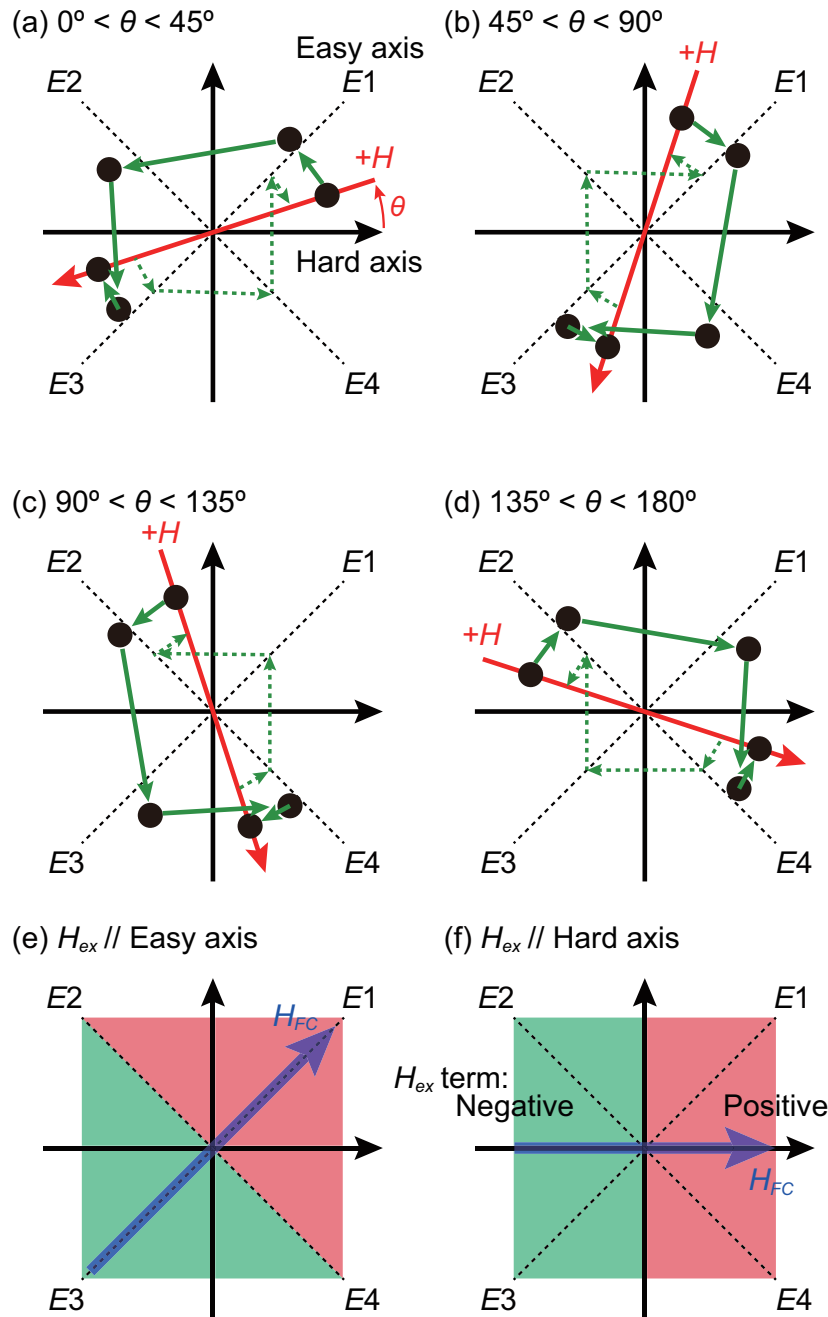 (a) 0º < θ < 45º
(b) 45º < θ < 90º
Easy axis
E2
E1
+H
θ
Hard axis
E3
E4
+H
E2
E1
E3
E4
(c) 90º < θ < 135º
(d) 135º < θ < 180º
+H
E2
E1
E3
E4
E2
E1
+H
E3
E4
(e) Hex // Easy axis
(f) Hex // Hard axis
E2
E1
HFC
E3
E4
E2
E1
Hex term:
Negative
Positive
HFC
E3
E4